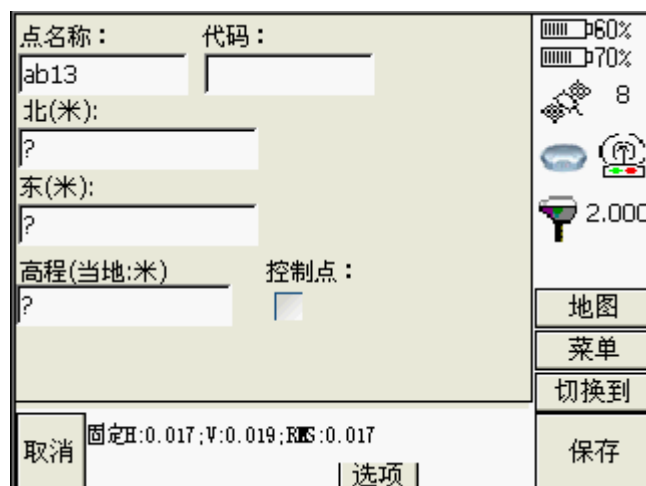 点名称： 代码：
ab13
北(米):
?
东(米):
?
高程(当地:米) 控制点：
?
60%
70%
8
2.000
地图
菜单
切换到
取消 固定H:0.017;V:0.019;RMS:0.017 保存
选项